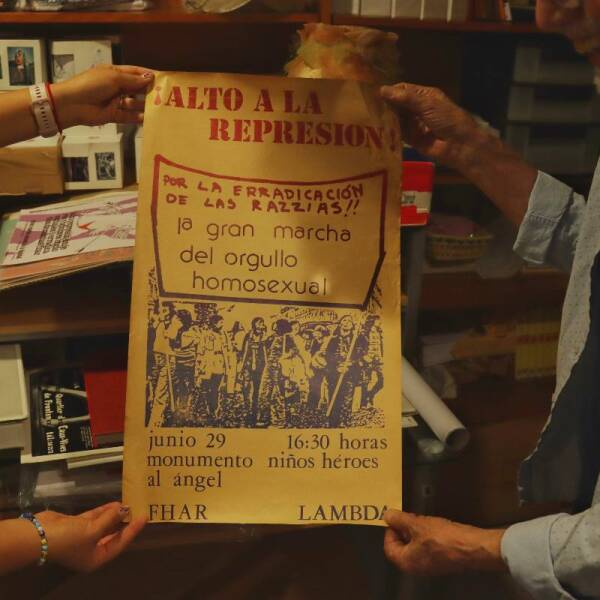 ¡ALTO A LA
REPRESION!
POR LA ERRADICACIÓN
DE LAS RAZZIAS!!
la gran marcha
del orgullo
homosexual
junio 29 16:30 horas
monumento niños héroes
al ángel
FHAR LAMBDA